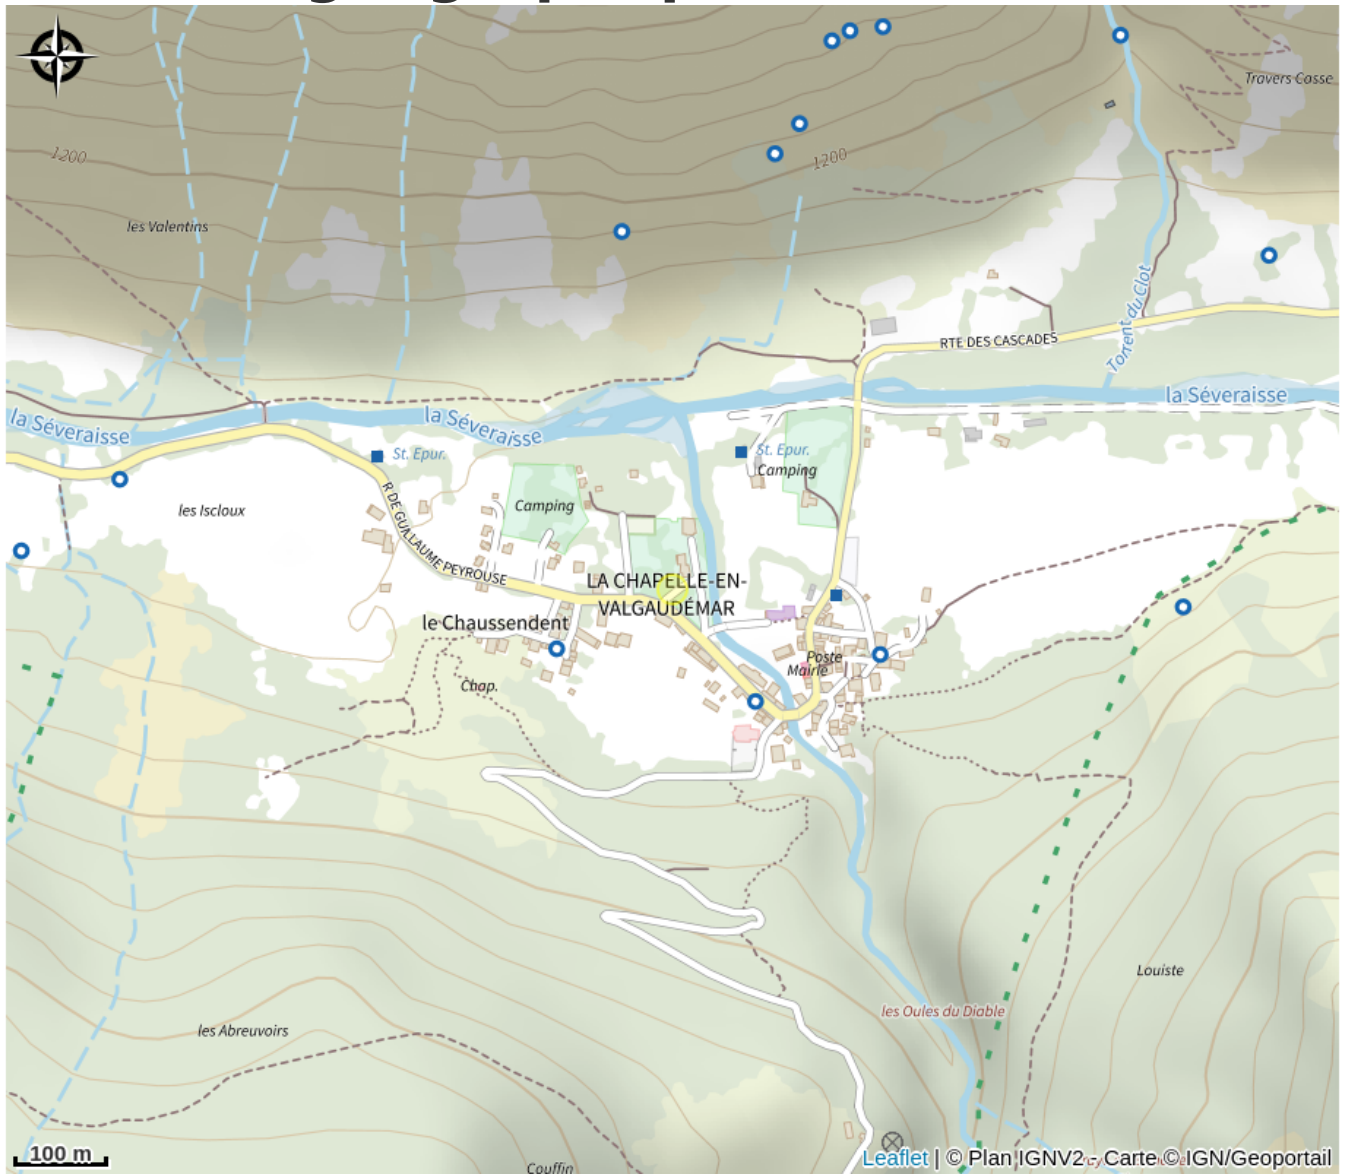 Travers Casse
1200
1200
les Valentins
Torrent du Clot
RTE DES CASCADES
la Séveraisse
la Séveraisse
la Séveraisse
St. Epur.
St. Epur.
Camping
Camping
les Iscloux
R DE GUILLAUME PEYROUSE
LA CHAPELLE-EN-
VALGAUDÉMAR
le Chaussendent
Poste
Mairie
Chap.
Louiste
les Oules du Diable
les Abreuvoirs
100 m
Couffin
Leaflet | © Plan IGNV2 - Carte © IGN/Geoportail